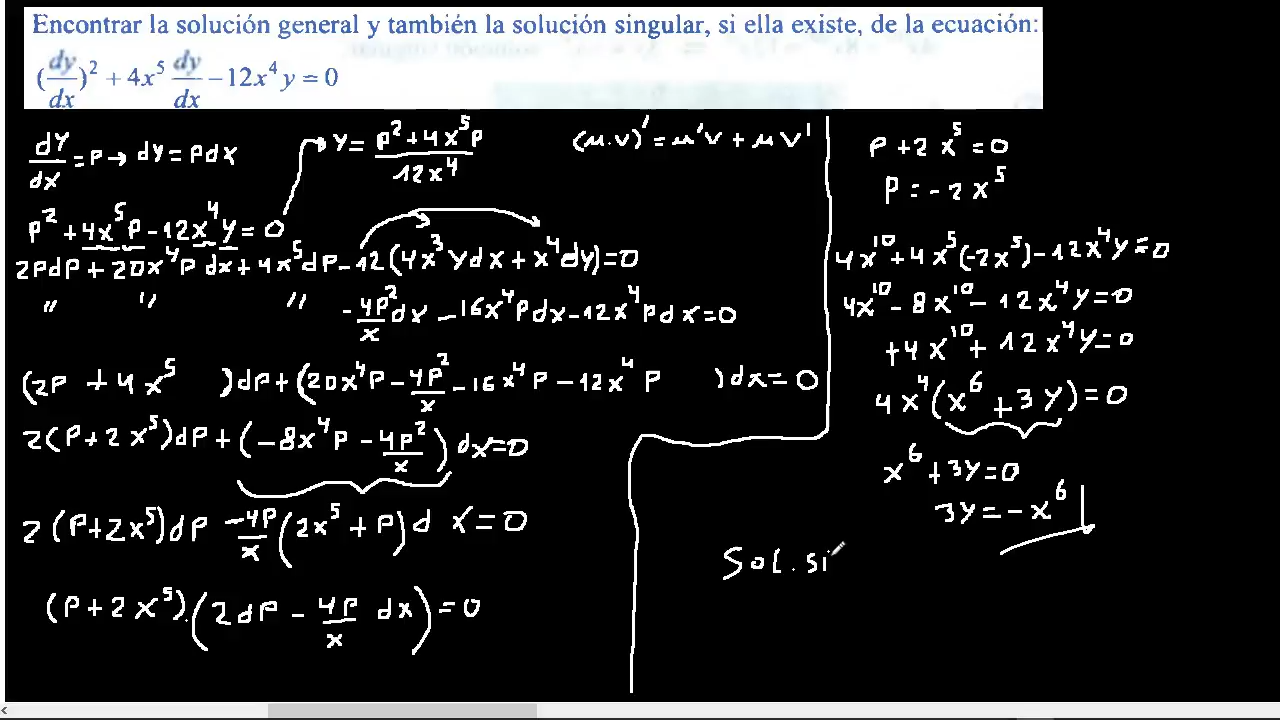 Encontrar la solución general y también la solución singular, si ella existe, de la ecuación:
(dy/dx)² + 4x⁵ dy/dx − 12x⁴y = 0
dy/dx = P → dy = Pdx
P² + 4x⁵P − 12x⁴y = 0
y = (P² + 4x⁵P)/(12x⁴)
(μ.v)' = μ'v + μv'
2PdP + 20x⁴P dx + 4x⁵dP − 12(4x³ydx + x⁴dy) = 0
" " " − 4P²/x dx − 16x⁴Pdx − 12x⁴Pdx = 0
(2P + 4x⁵ )dP + (20x⁴P − 4P²/x − 16x⁴P − 12x⁴P )dx = 0
2(P + 2x⁵)dP + (−8x⁴P − 4P²/x) dx = 0
2(P + 2x⁵)dP − 4P/x (2x⁵ + P)dx = 0
(P + 2x⁵).(2dP − 4P/x dx) = 0
P + 2x⁵ = 0
P = −2x⁵
4x¹⁰ + 4x⁵(−2x⁵) − 12x⁴y = 0
4x¹⁰ − 8x¹⁰ − 12x⁴y = 0
+4x¹⁰ + 12x⁴y = 0
4x⁴(x⁶ + 3y) = 0
x⁶ + 3y = 0
3y = −x⁶
Sol. si